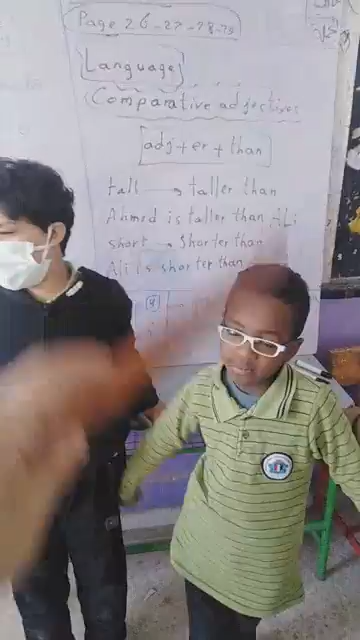 Page 26-27-28-29
Language
Comparative adjectives
adj+er+than
tall → taller than
Ahmed is taller than ALi
short → shorter than
Ali is shorter than